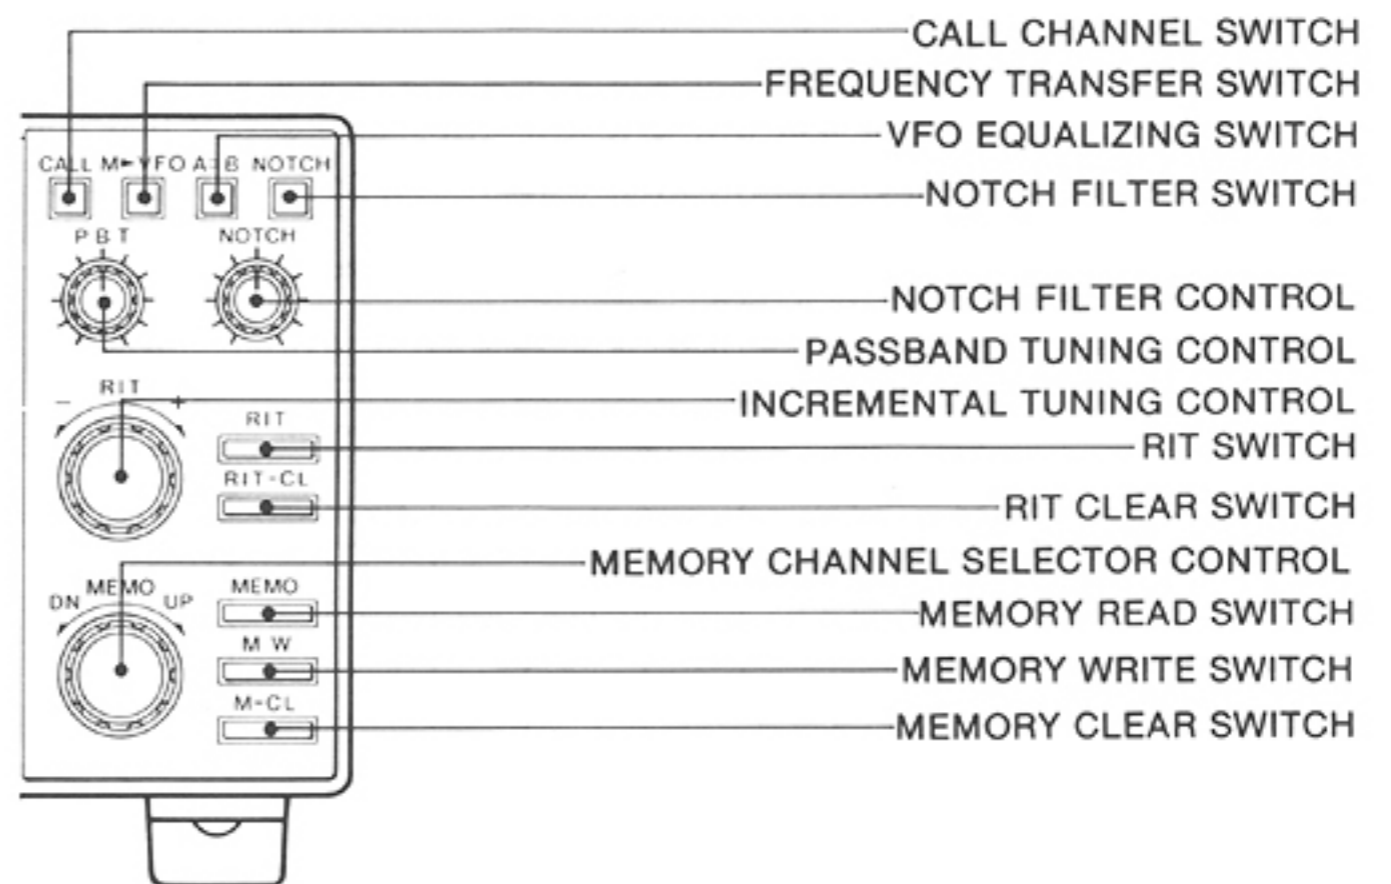 CALL CHANNEL SWITCH
FREQUENCY TRANSFER SWITCH
VFO EQUALIZING SWITCH
CALL M►VFO A=B NOTCH
NOTCH FILTER SWITCH
PBT NOTCH
NOTCH FILTER CONTROL
PASSBAND TUNING CONTROL
RIT
- +
INCREMENTAL TUNING CONTROL
RIT
RIT SWITCH
RIT-CL
RIT CLEAR SWITCH
MEMORY CHANNEL SELECTOR CONTROL
DN MEMO UP
MEMO
MEMORY READ SWITCH
M W
MEMORY WRITE SWITCH
M-CL
MEMORY CLEAR SWITCH